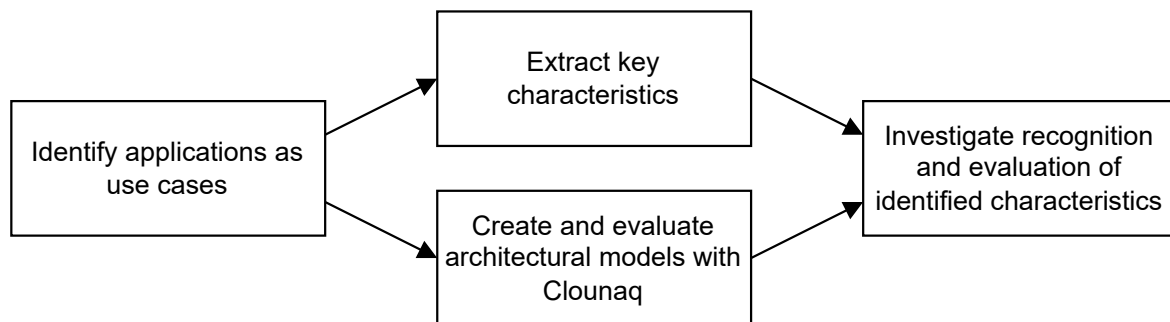 Identify applications as
use cases
Extract key
characteristics
Create and evaluate
architectural models with
Clounaq
Investigate recognition
and evaluation of
identified characteristics